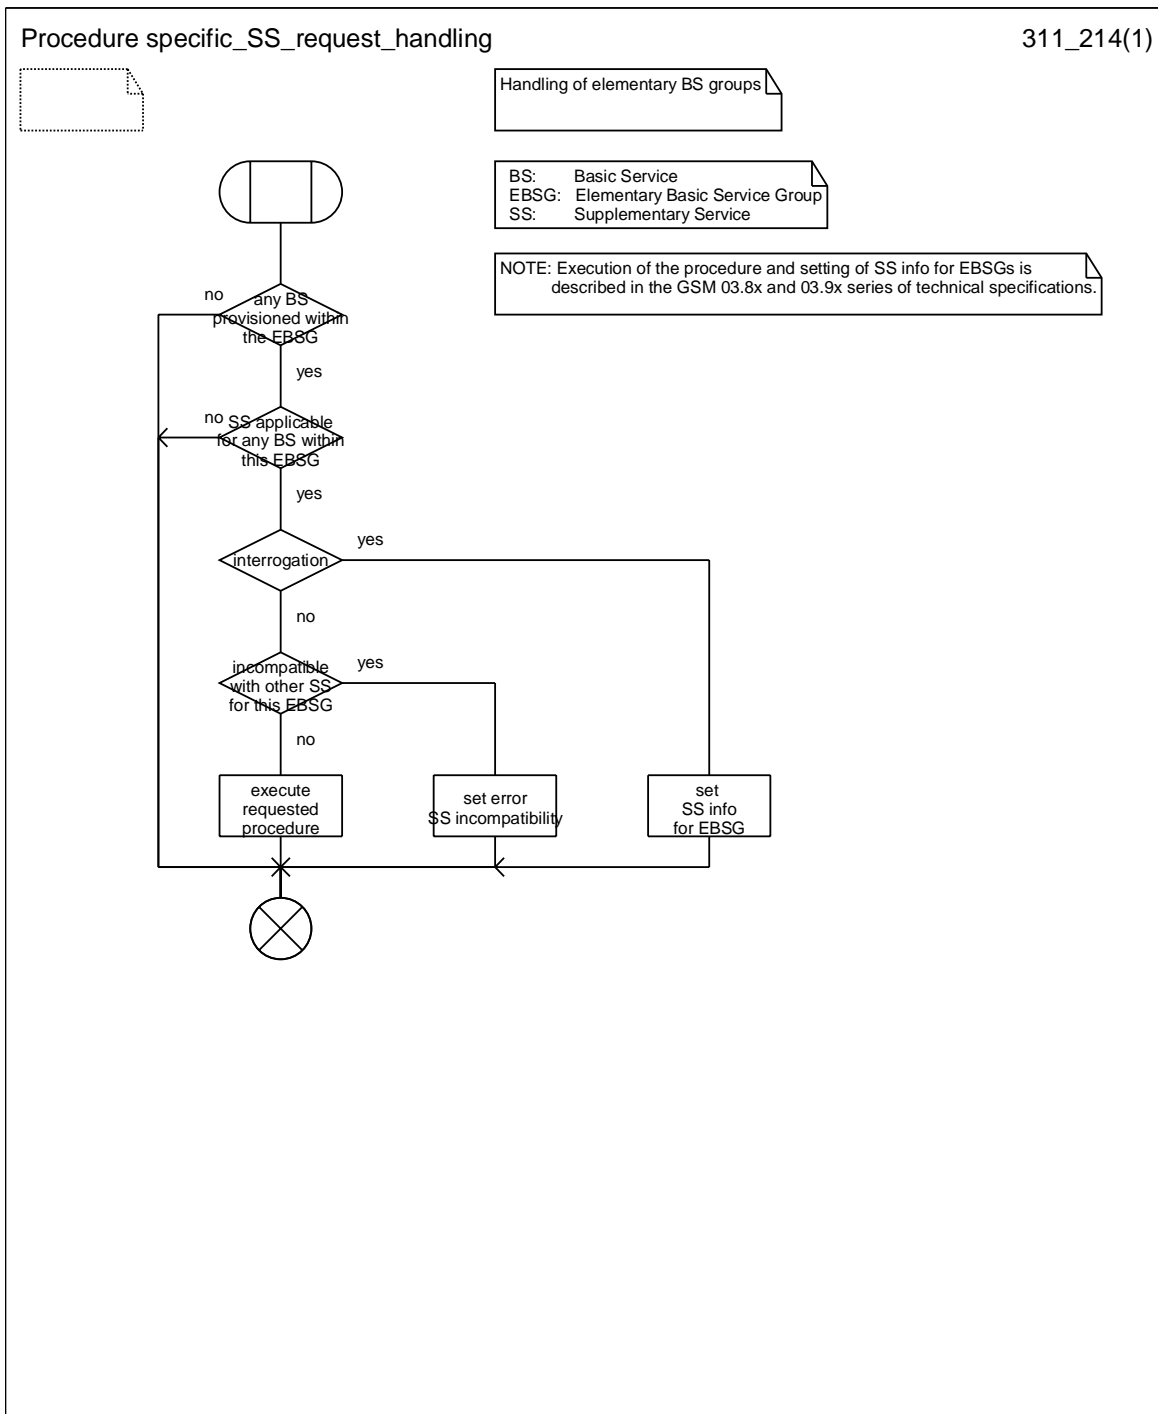 Procedure specific_SS_request_handling
311_214(1)
Handling of elementary BS groups
BS: Basic Service
EBSG: Elementary Basic Service Group
SS: Supplementary Service
NOTE: Execution of the procedure and setting of SS info for EBSGs is
described in the GSM 03.8x and 03.9x series of technical specifications.
no
any BS
provisioned within
the EBSG
yes
no
SS applicable
for any BS within
this EBSG
yes
interrogation
yes
no
incompatible
with other SS
for this EBSG
yes
no
execute
requested
procedure
set error
SS incompatibility
set
SS info
for EBSG